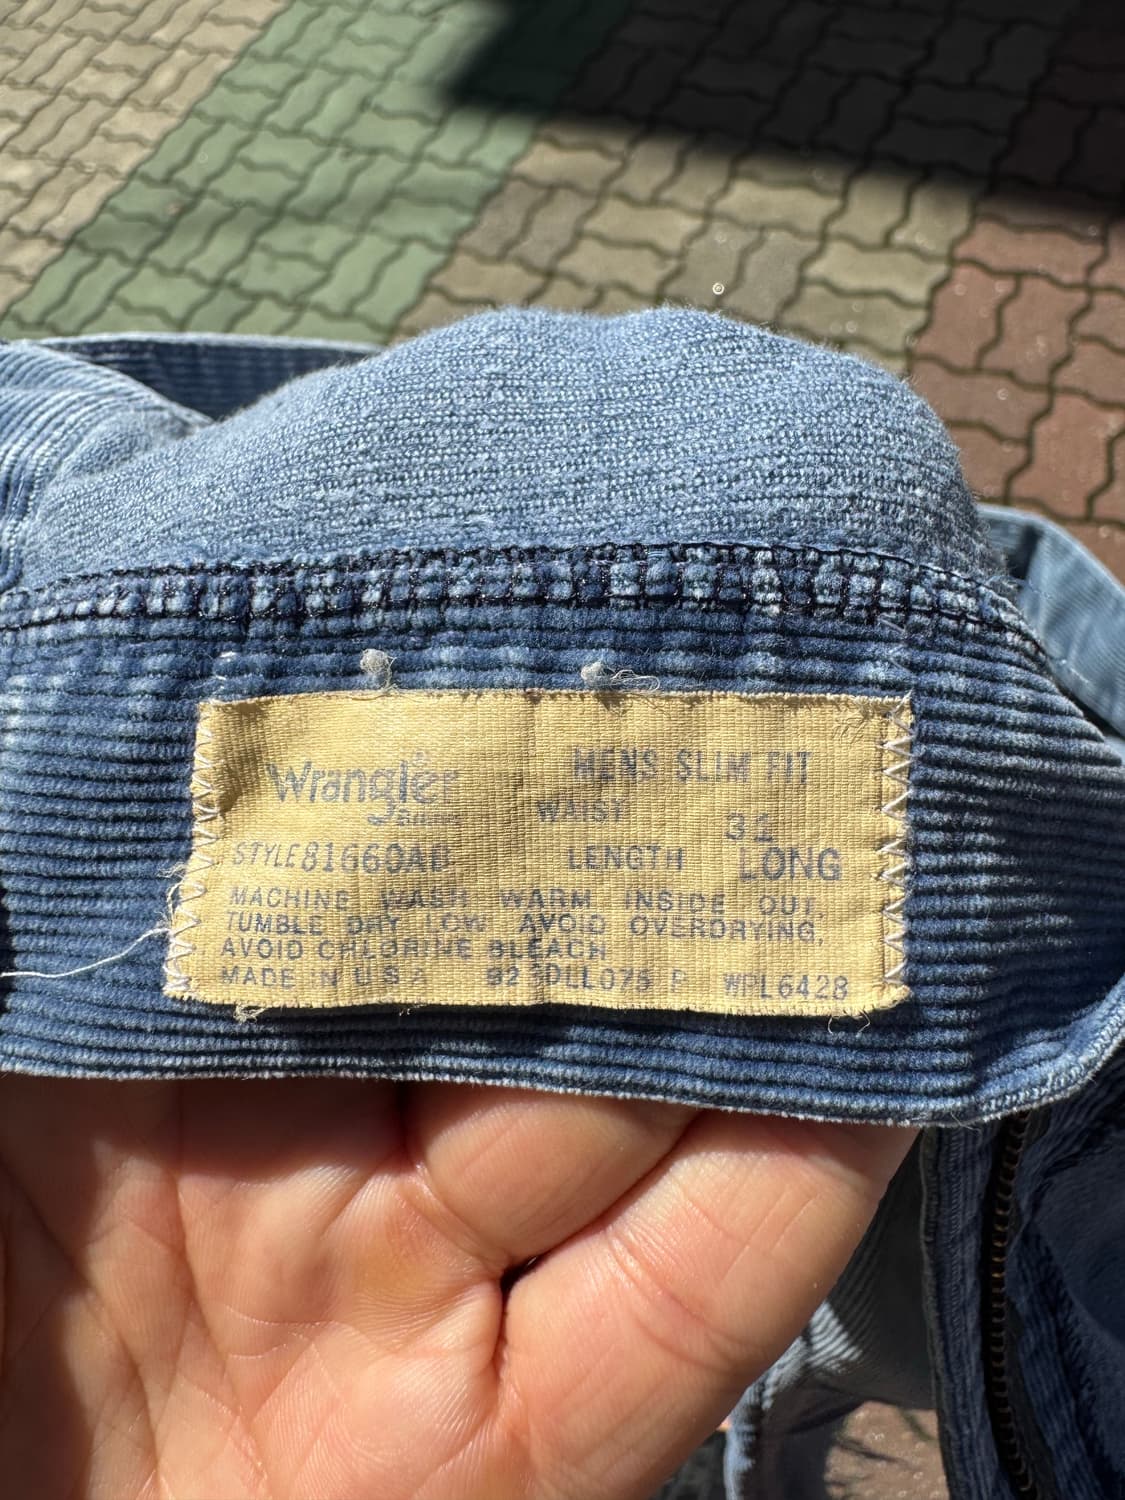 Wrangler MENS SLIM FIT
WAIST 31
STYLE 81660AD LENGTH LONG
MACHINE WASH WARM INSIDE OUT,
TUMBLE DRY LOW AVOID OVERDRYING,
AVOID CHLORINE BLEACH
MADE IN U S A WPL6428